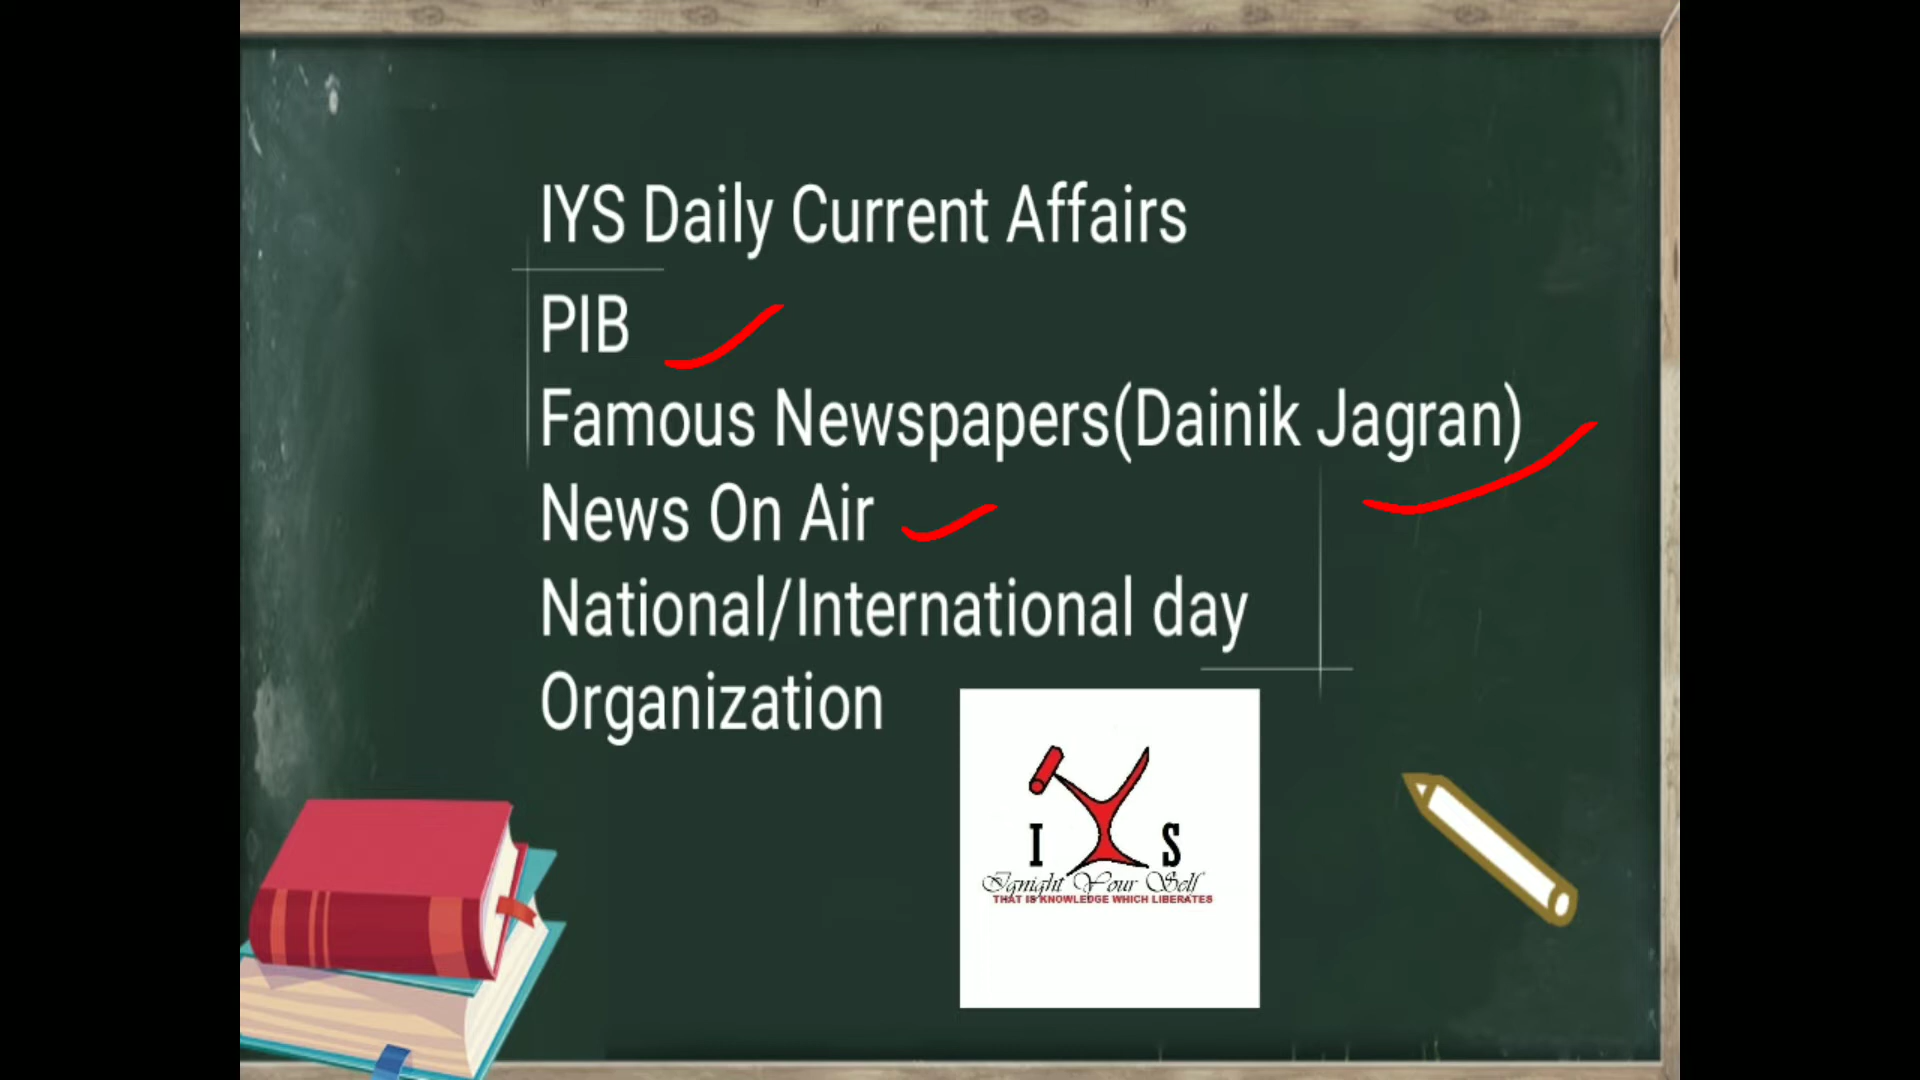 IYS Daily Current Affairs
PIB
Famous Newspapers(Dainik Jagran)
News On Air
National/International day
Organization
I Y S
Ignight Your Self
THAT IS KNOWLEDGE WHICH LIBERATES